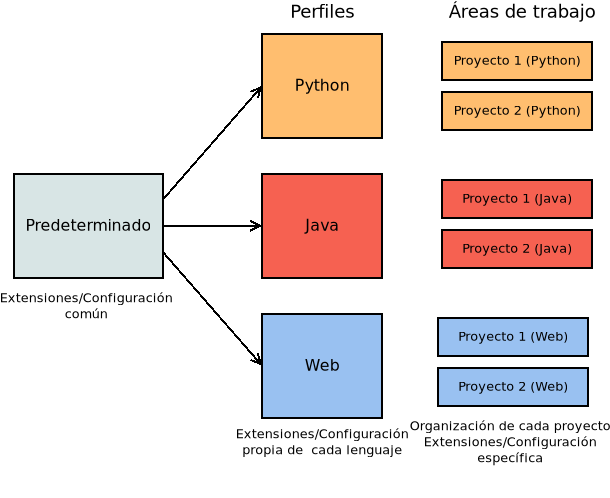 Perfiles
Áreas de trabajo
Python
Proyecto 1 (Python)
Proyecto 2 (Python)
Predeterminado
Extensiones/Configuración
común
Java
Proyecto 1 (Java)
Proyecto 2 (Java)
Web
Proyecto 1 (Web)
Proyecto 2 (Web)
Extensiones/Configuración
propia de  cada lenguaje
Organización de cada proyecto
Extensiones/Configuración
específica